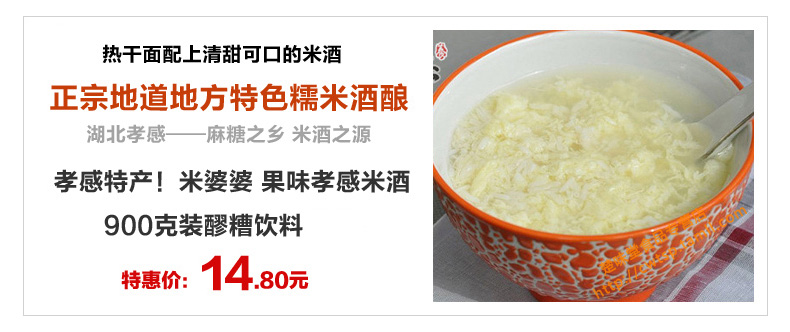 热干面配上清甜可口的米酒
正宗地道地方特色糯米酒酿
湖北孝感——麻糖之乡 米酒之源
孝感特产！米婆婆 果味孝感米酒
900克装醪糟饮料
特惠价：14.80元